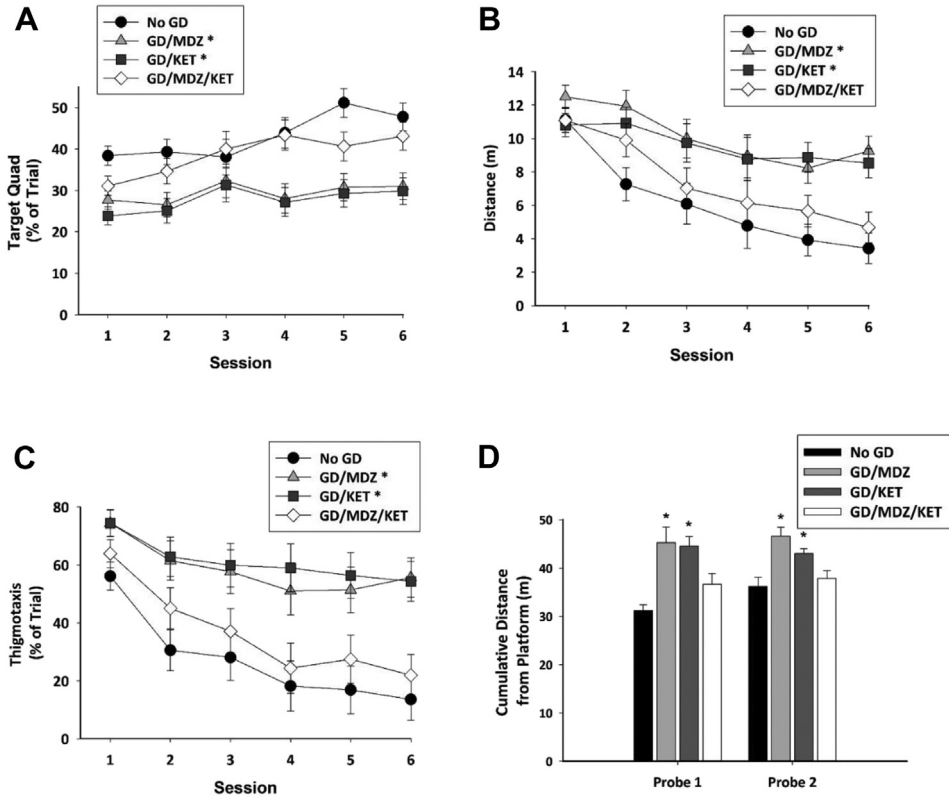 A
No GD
GD/MDZ *
GD/KET *
GD/MDZ/KET
Target Quad
(% of Trial)
50
40
30
20
10
0
1 2 3 4 5 6
Session
B
No GD
GD/MDZ *
GD/KET *
GD/MDZ/KET
Distance (m)
14
12
10
8
6
4
2
0
1 2 3 4 5 6
Session
C
No GD
GD/MDZ *
GD/KET *
GD/MDZ/KET
Thigmotaxis
(% of Trial)
80
60
40
20
0
1 2 3 4 5 6
Session
D
No GD
GD/MDZ
GD/KET
GD/MDZ/KET
Cumulative Distance
from Platform (m)
50
40
30
20
10
0
* * * *
Probe 1 Probe 2